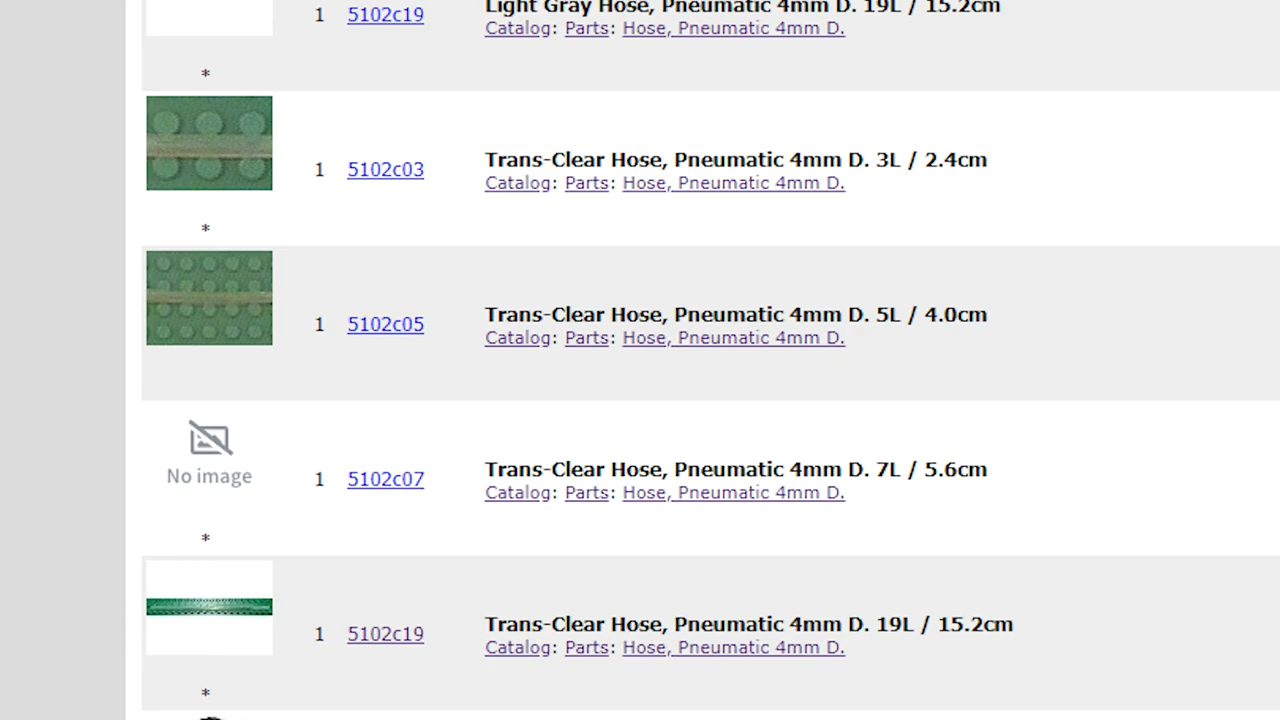 Light Gray Hose, Pneumatic 4mm D. 19L / 15.2cm
1 5102c19
Catalog: Parts: Hose, Pneumatic 4mm D.
*
Trans-Clear Hose, Pneumatic 4mm D. 3L / 2.4cm
1 5102c03
Catalog: Parts: Hose, Pneumatic 4mm D.
*
Trans-Clear Hose, Pneumatic 4mm D. 5L / 4.0cm
1 5102c05
Catalog: Parts: Hose, Pneumatic 4mm D.
No image
Trans-Clear Hose, Pneumatic 4mm D. 7L / 5.6cm
1 5102c07
Catalog: Parts: Hose, Pneumatic 4mm D.
*
Trans-Clear Hose, Pneumatic 4mm D. 19L / 15.2cm
1 5102c19
Catalog: Parts: Hose, Pneumatic 4mm D.
*